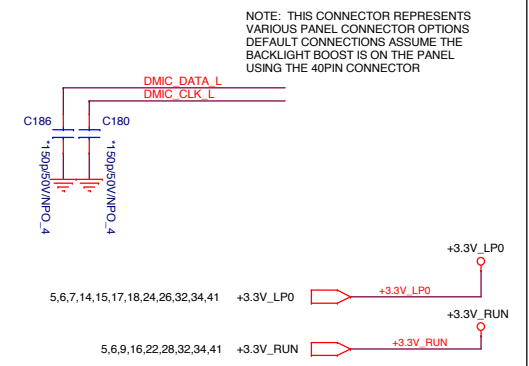 NOTE: THIS CONNECTOR REPRESENTS
VARIOUS PANEL CONNECTOR OPTIONS
DEFAULT CONNECTIONS ASSUME THE
BACKLIGHT BOOST IS ON THE PANEL
USING THE 40PIN CONNECTOR
DMIC_DATA_L
DMIC_CLK_L
C186
C180
*150p/50V/NPO_4
*150p/50V/NPO_4
+3.3V_LP0
5,6,7,14,15,17,18,24,26,32,34,41 +3.3V_LP0 +3.3V_LP0
+3.3V_RUN
5,6,9,16,22,28,32,34,41 +3.3V_RUN +3.3V_RUN